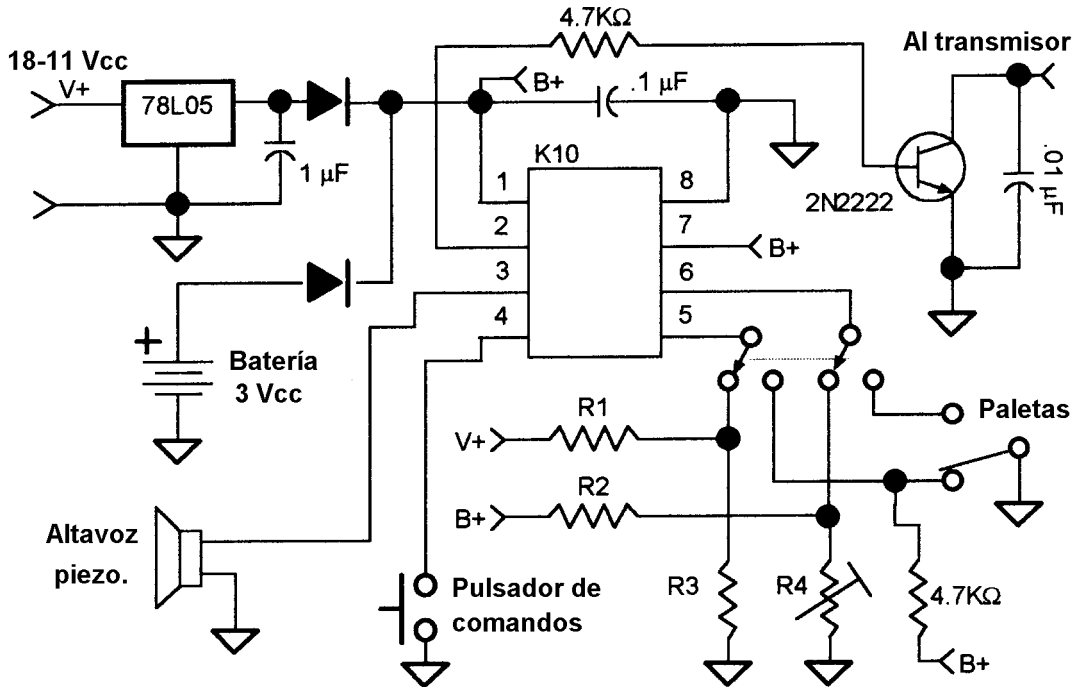 4.7KΩ
Al transmisor
18-11 Vcc
V+
78L05
B+
.1 µF
1 µF
K10
1
8
2
7
B+
3
6
4
5
2N2222
.01 µF
Batería
3 Vcc
+
Paletas
R1
V+
R2
B+
Altavoz
piezo.
Pulsador de
comandos
R3
R4
4.7KΩ
B+